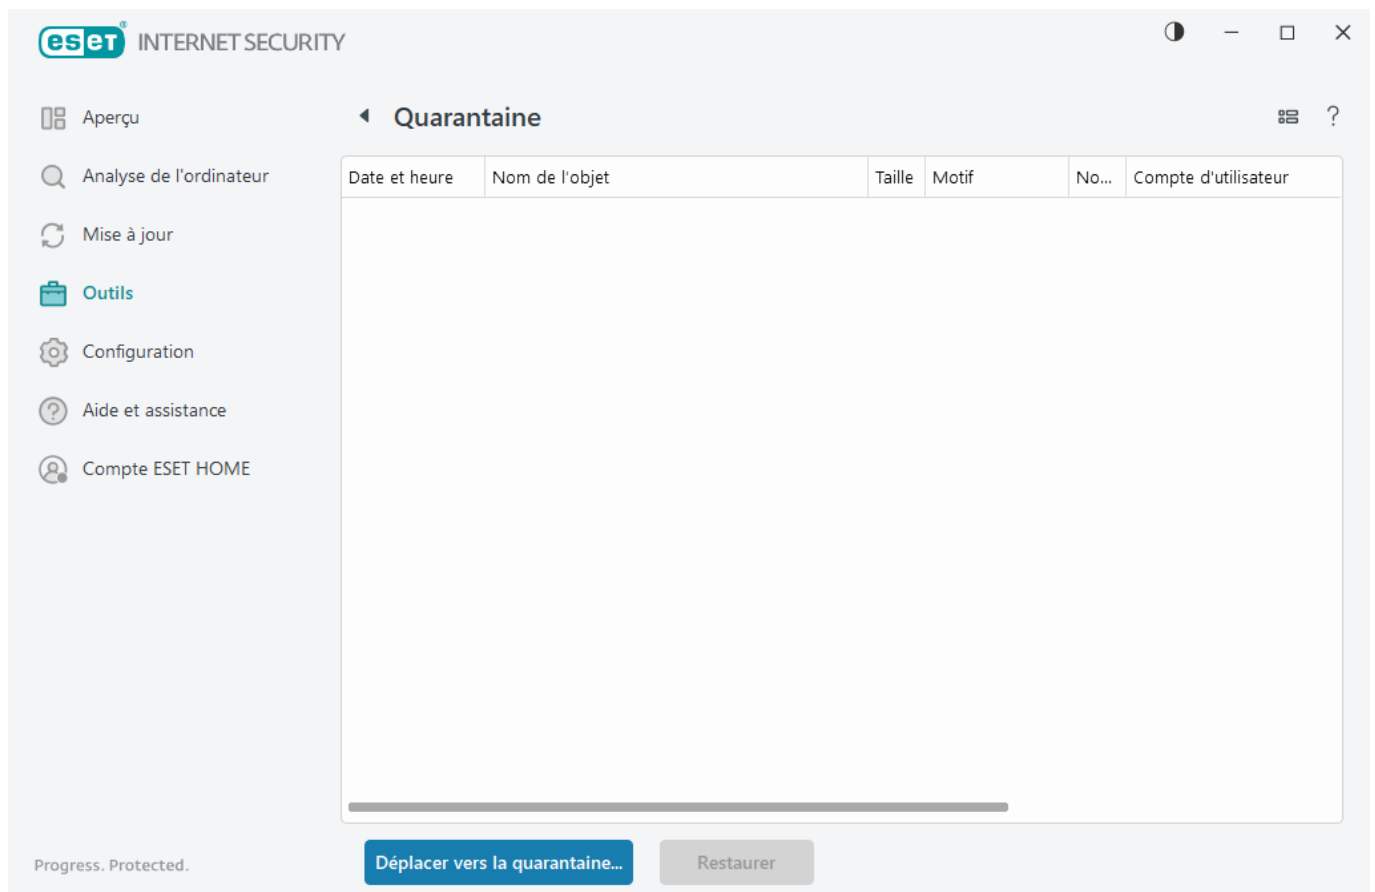 eset® INTERNET SECURITY
Aperçu
Analyse de l'ordinateur
Mise à jour
Outils
Configuration
Aide et assistance
Compte ESET HOME
Quarantaine
?
Date et heure Nom de l'objet Taille Motif No... Compte d'utilisateur
Déplacer vers la quarantaine... Restaurer
Progress. Protected.